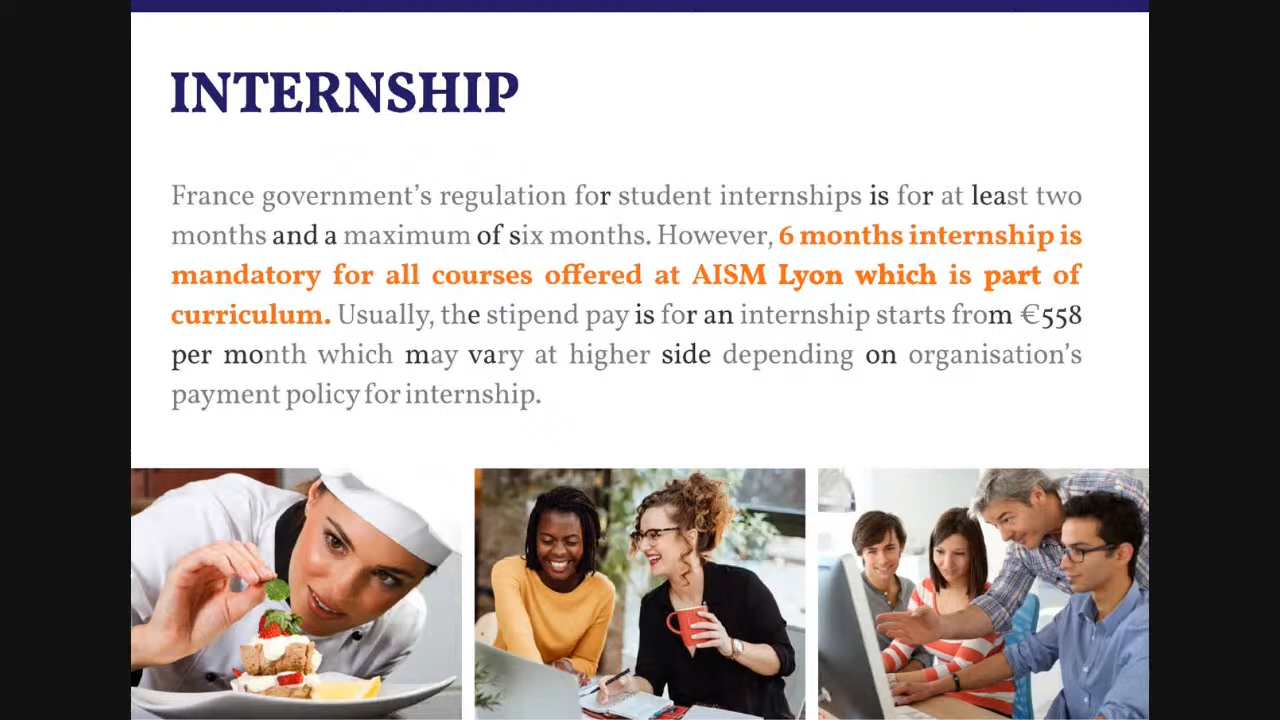 INTERNSHIP
France government’s regulation for student internships is for at least two
months and a maximum of six months. However, 6 months internship is
mandatory for all courses offered at AISM Lyon which is part of
curriculum. Usually, the stipend pay is for an internship starts from €558
per month which may vary at higher side depending on organisation’s
payment policy for internship.